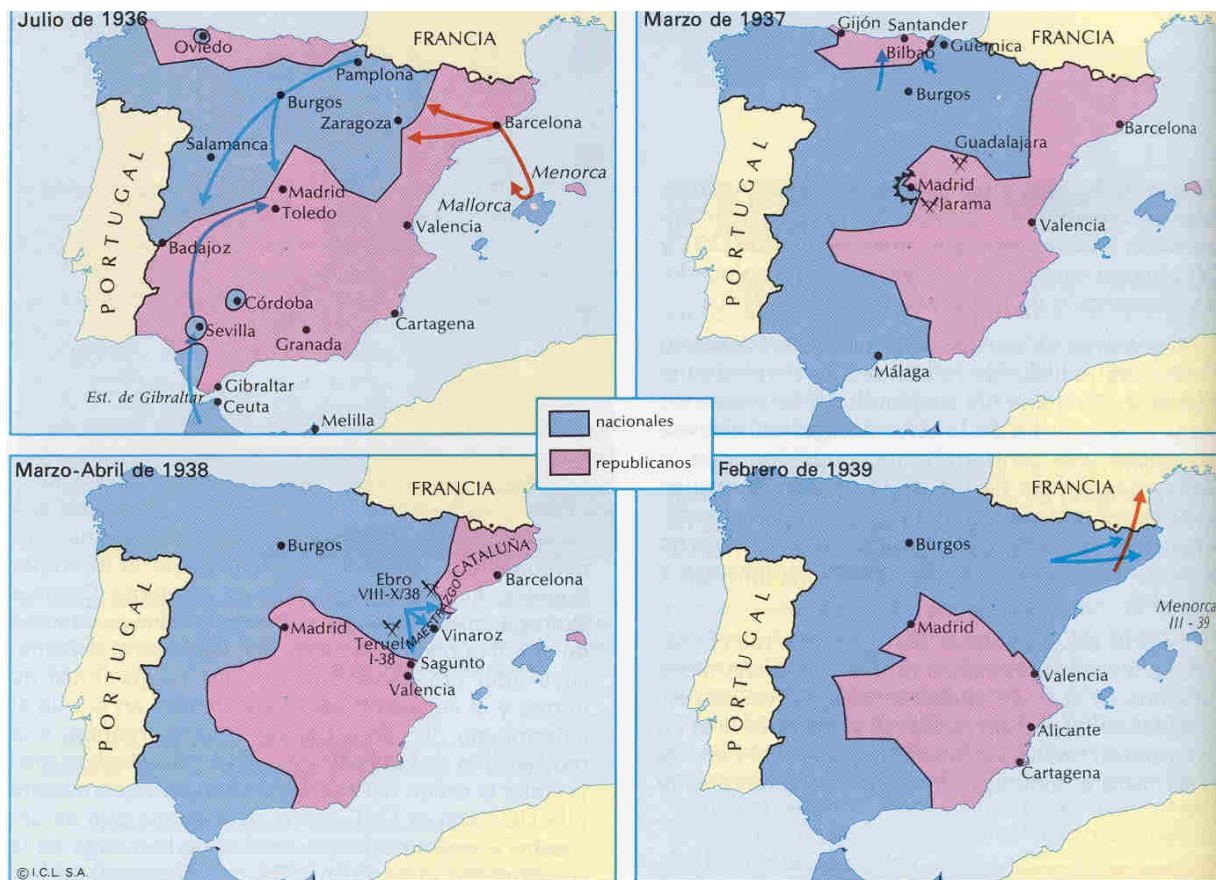 Julio de 1936
Oviedo
FRANCIA
Pamplona
Burgos
Zaragoza
Barcelona
Salamanca
Menorca
Madrid
Toledo
Mallorca
Valencia
Badajoz
PORTUGAL
Córdoba
Sevilla
Cartagena
Granada
Est. de Gibraltar
Gibraltar
Ceuta
Melilla
Marzo de 1937
Gijón
Santander
FRANCIA
Bilbao
Guernica
Burgos
Barcelona
Guadalajara
Madrid
Jarama
Valencia
PORTUGAL
Málaga
nacionales
republicanos
Marzo-Abril de 1938
FRANCIA
Burgos
CATALUÑA
Ebro
VIII-X/38
Barcelona
MAESTRAZGO
Madrid
Teruel
I-38
Vinaroz
Sagunto
Valencia
PORTUGAL
© I.C.L. S.A.
Febrero de 1939
FRANCIA
Burgos
Menorca
III - 39
Madrid
Valencia
PORTUGAL
Alicante
Cartagena